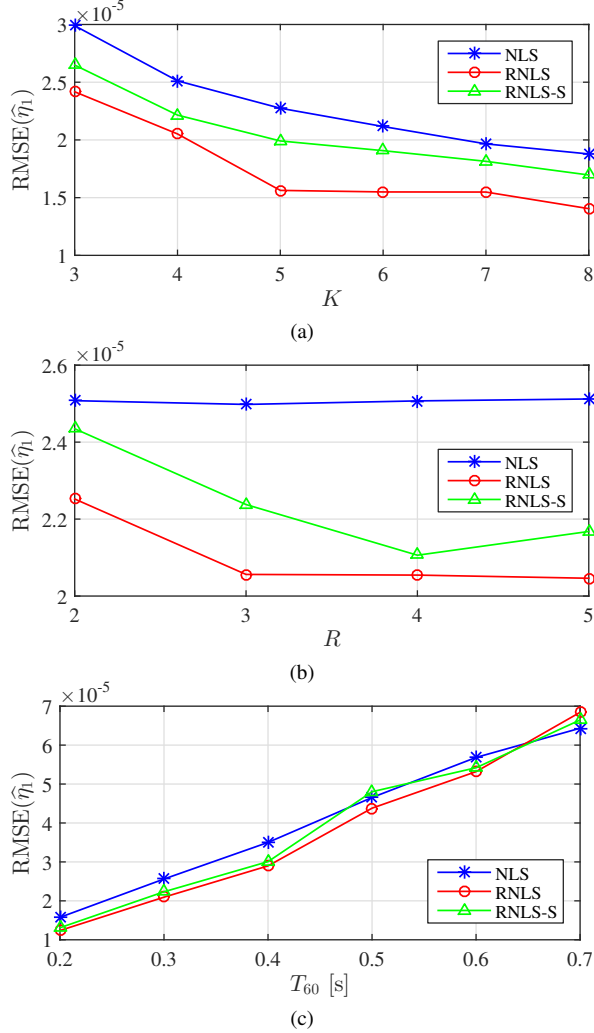 ×10⁻⁵
3
2.5
2
1.5
1
RMSE(η̂₁)
NLS
RNLS
RNLS-S
3 4 5 6 7 8
K
(a)
×10⁻⁵
2.6
2.4
2.2
2
RMSE(η̂₁)
NLS
RNLS
RNLS-S
2 3 4 5
R
(b)
×10⁻⁵
7
6
5
4
3
2
1
RMSE(η̂₁)
NLS
RNLS
RNLS-S
0.2 0.3 0.4 0.5 0.6 0.7
T₆₀ [s]
(c)